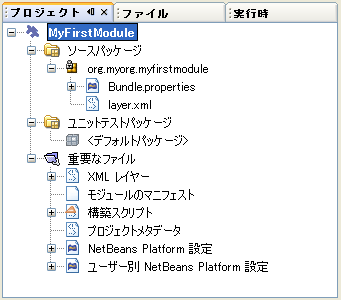 プロジェクト
ファイル
実行時
MyFirstModule
ソースパッケージ
org.myorg.myfirstmodule
Bundle.properties
layer.xml
ユニットテストパッケージ
<デフォルトパッケージ>
重要なファイル
XML レイヤー
モジュールのマニフェスト
構築スクリプト
プロジェクトメタデータ
NetBeans Platform 設定
ユーザー別 NetBeans Platform 設定